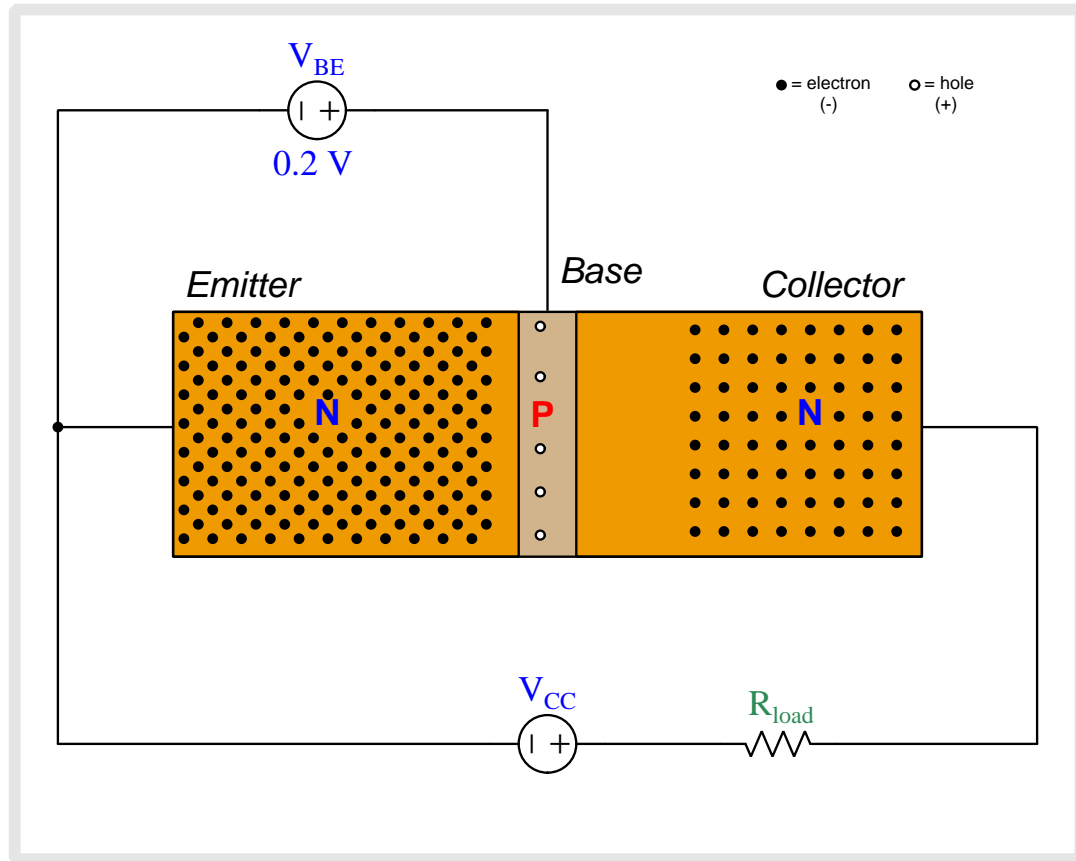 V_BE
0.2 V
= electron
(-)
= hole
(+)
Emitter
Base
Collector
N
P
N
V_CC
R_load